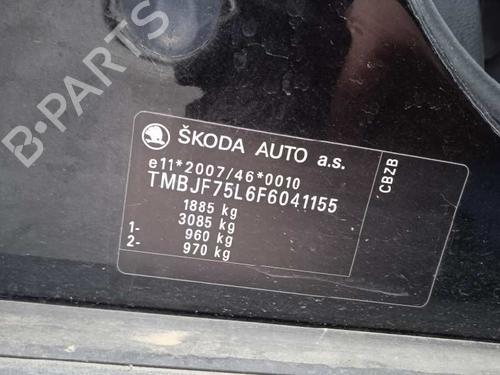 B-PARTS
ŠKODA AUTO a.s.
e11*2007/46*0010
TMBJF75L6F6041155
1885 kg
3085 kg
1- 960 kg
2- 970 kg
CBZB